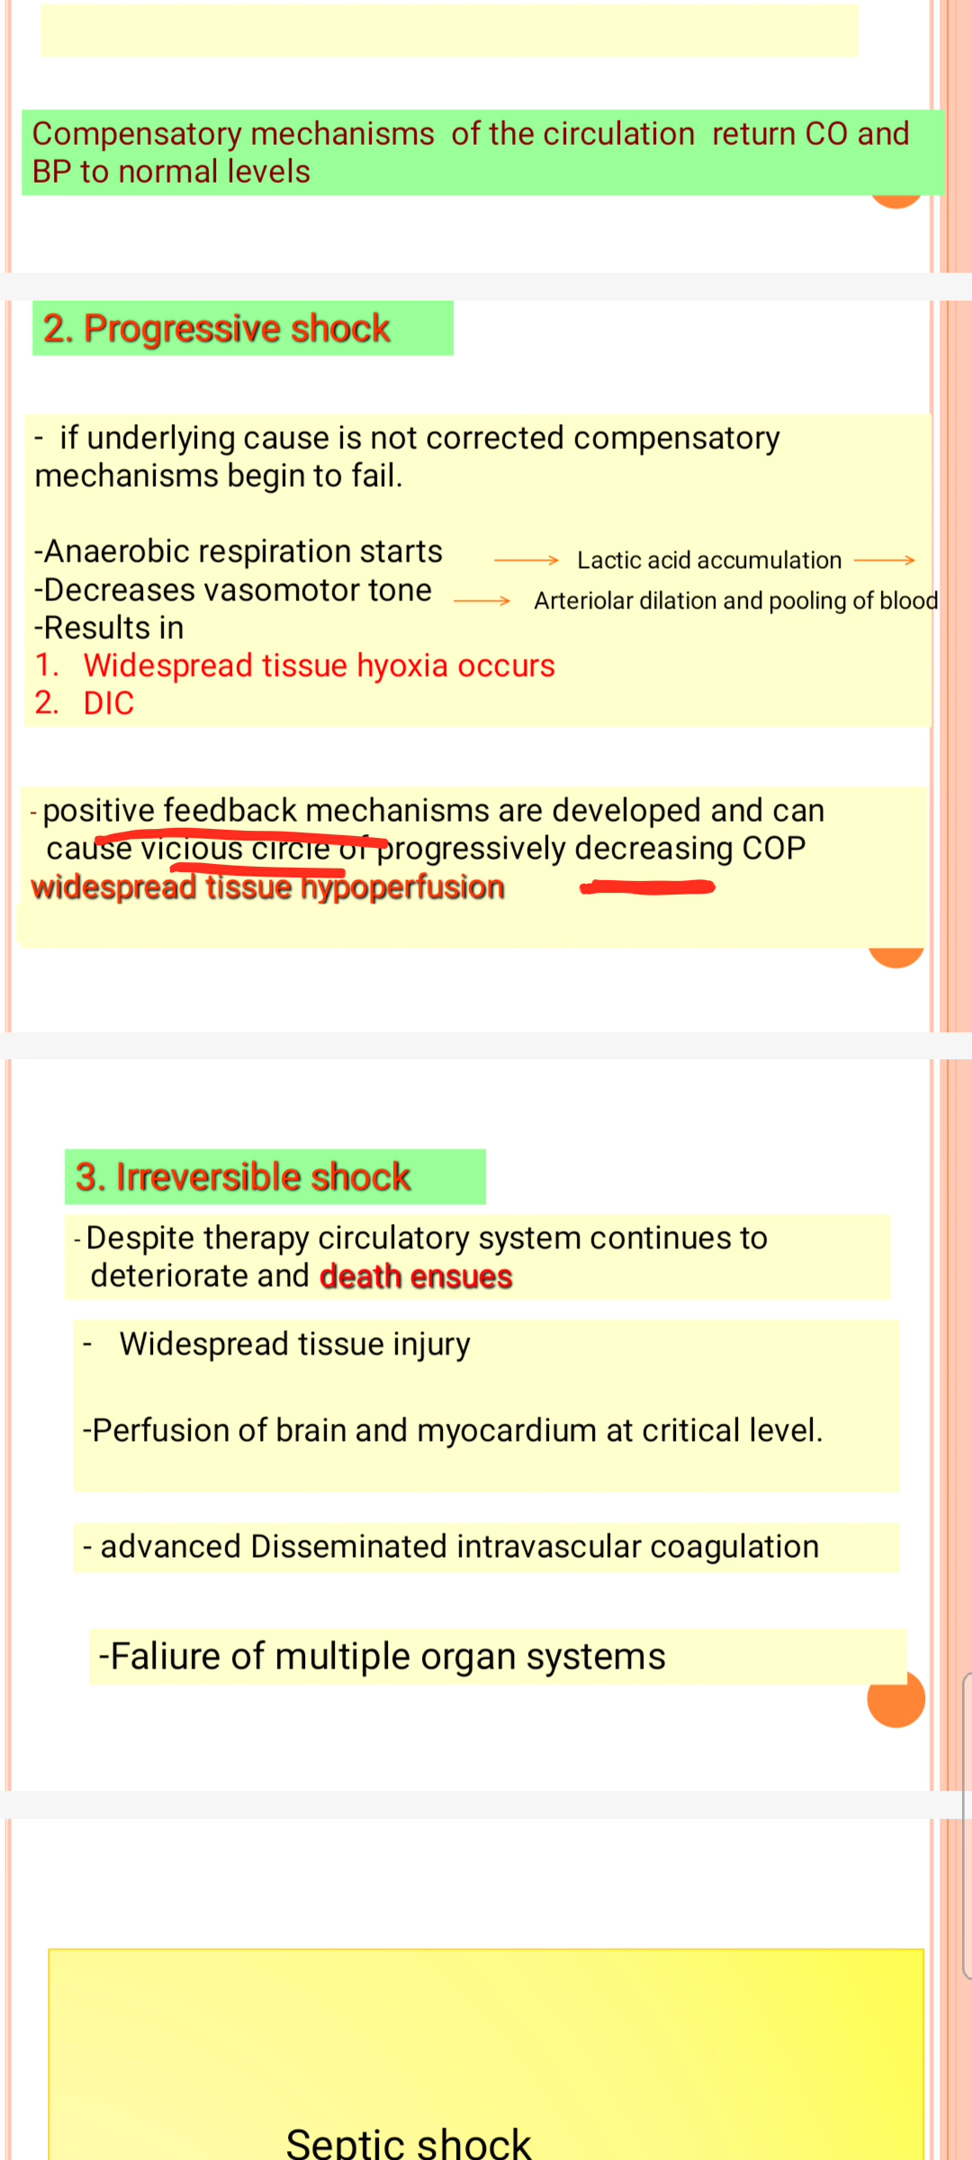 Compensatory mechanisms of the circulation return CO and
BP to normal levels
2. Progressive shock
- if underlying cause is not corrected compensatory
mechanisms begin to fail.
-Anaerobic respiration starts → Lactic acid accumulation →
-Decreases vasomotor tone → Arteriolar dilation and pooling of blood
-Results in
1. Widespread tissue hyoxia occurs
2. DIC
- positive feedback mechanisms are developed and can
cause vicious circle of progressively decreasing COP
widespread tissue hypoperfusion
3. Irreversible shock
- Despite therapy circulatory system continues to
deteriorate and death ensues
- Widespread tissue injury
-Perfusion of brain and myocardium at critical level.
- advanced Disseminated intravascular coagulation
-Faliure of multiple organ systems
Septic shock